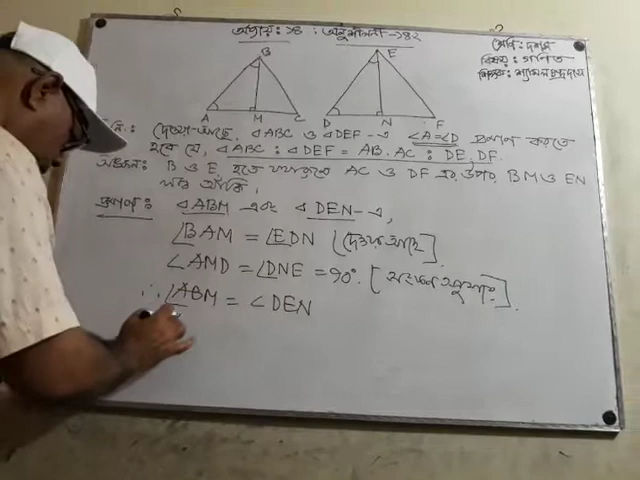 অধ্যায়: ১৪ : অনুশীলনী-১৪.২
শ্রেণি: দশম
বিষয়: গণিত
B
A M C
E
D N F
দেওয়া আছে, ∆ABC ও ∆DEF-এ ∠A=∠D প্রমাণ করতে
হবে যে, ∆ABC : ∆DEF = AB.AC : DE.DF.
অঙ্কন: B ও E হতে যথাক্রমে AC ও DF এর উপর BM ও EN
লম্ব আঁকি।
প্রমাণ: ∆ABM এবং ∆DEN-এ,
∠BAM = ∠EDN [দেওয়া আছে].
∠AMD = ∠DNE = 90°. [অঙ্কন অনুসারে].
∴ ∠ABM = ∠DEN